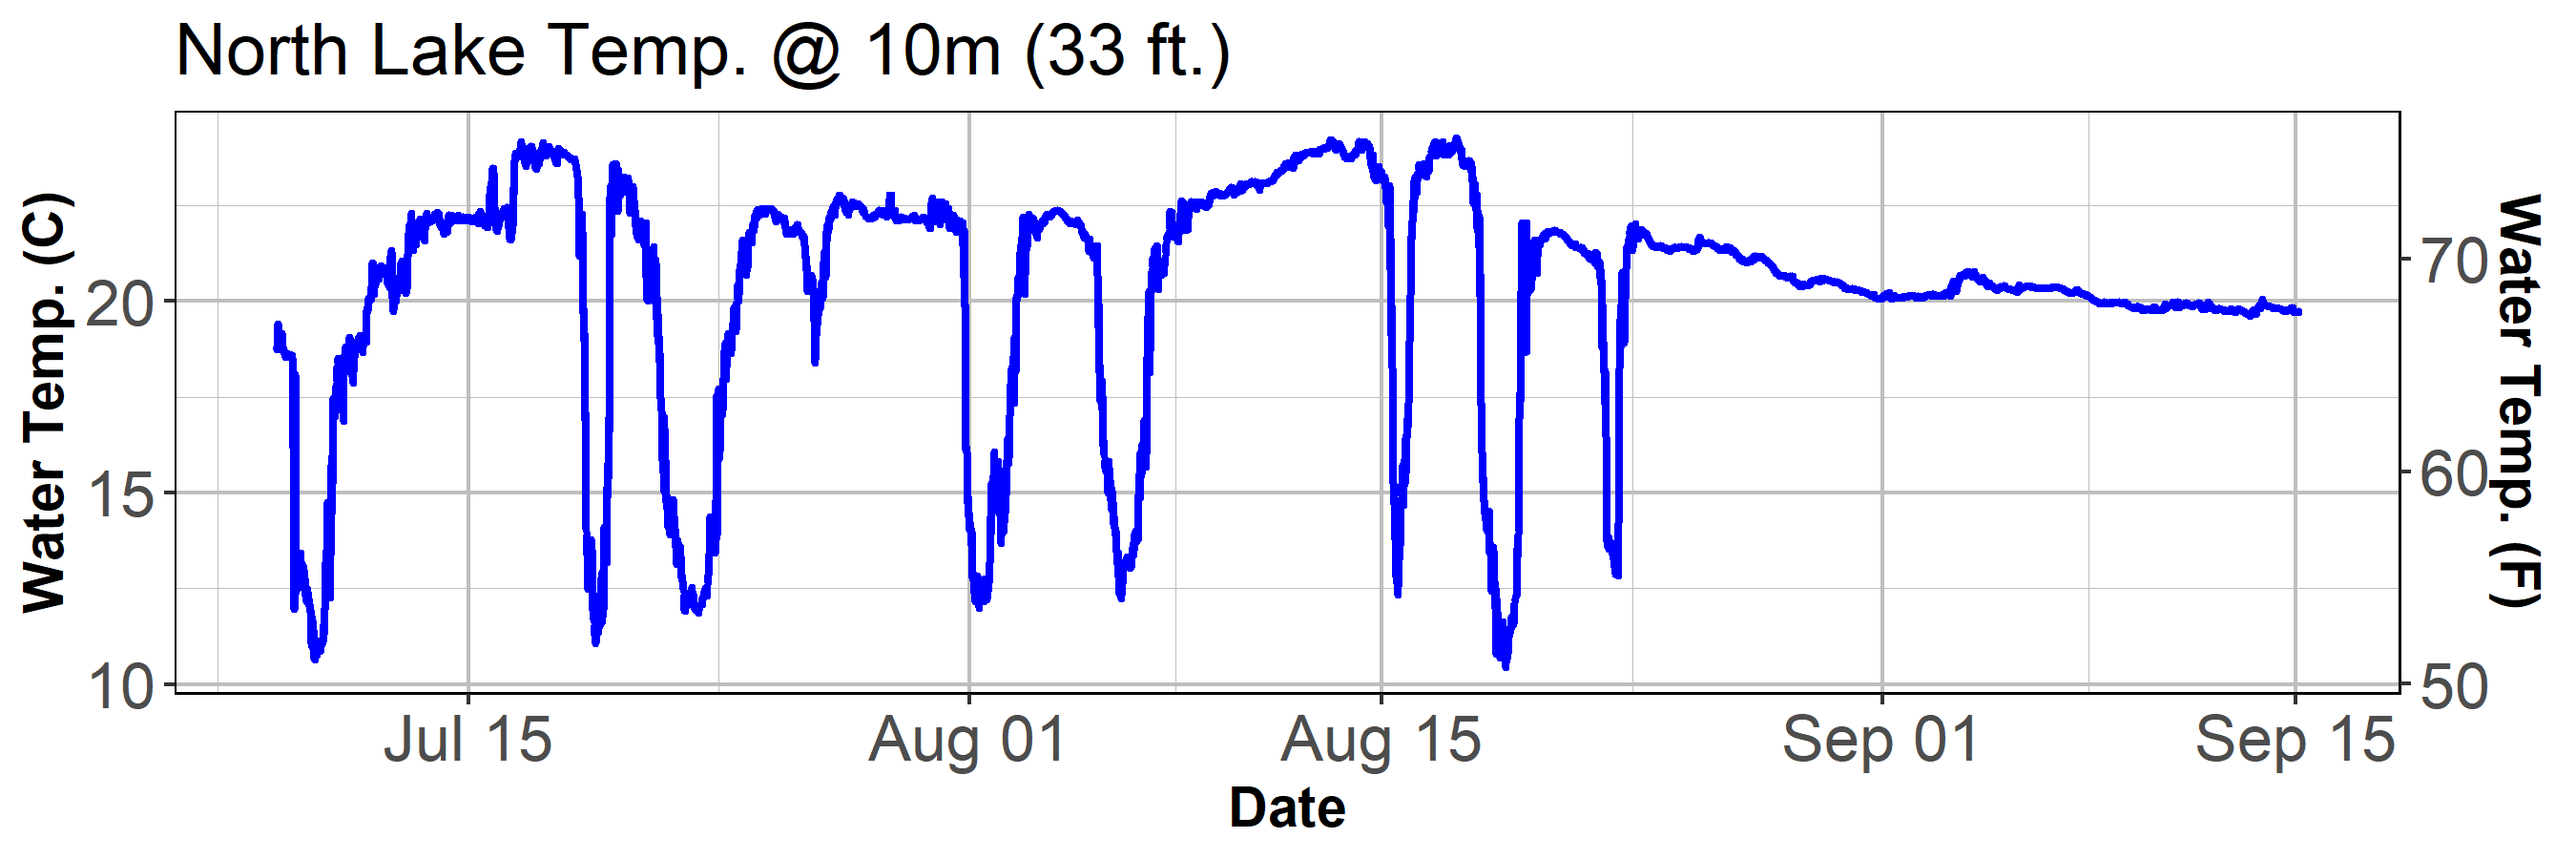 North Lake Temp. @ 10m (33 ft.)
Water Temp. (C)
20
15
10
70
60
50
Water Temp. (F)
Jul 15 Aug 01 Aug 15 Sep 01 Sep 15
Date